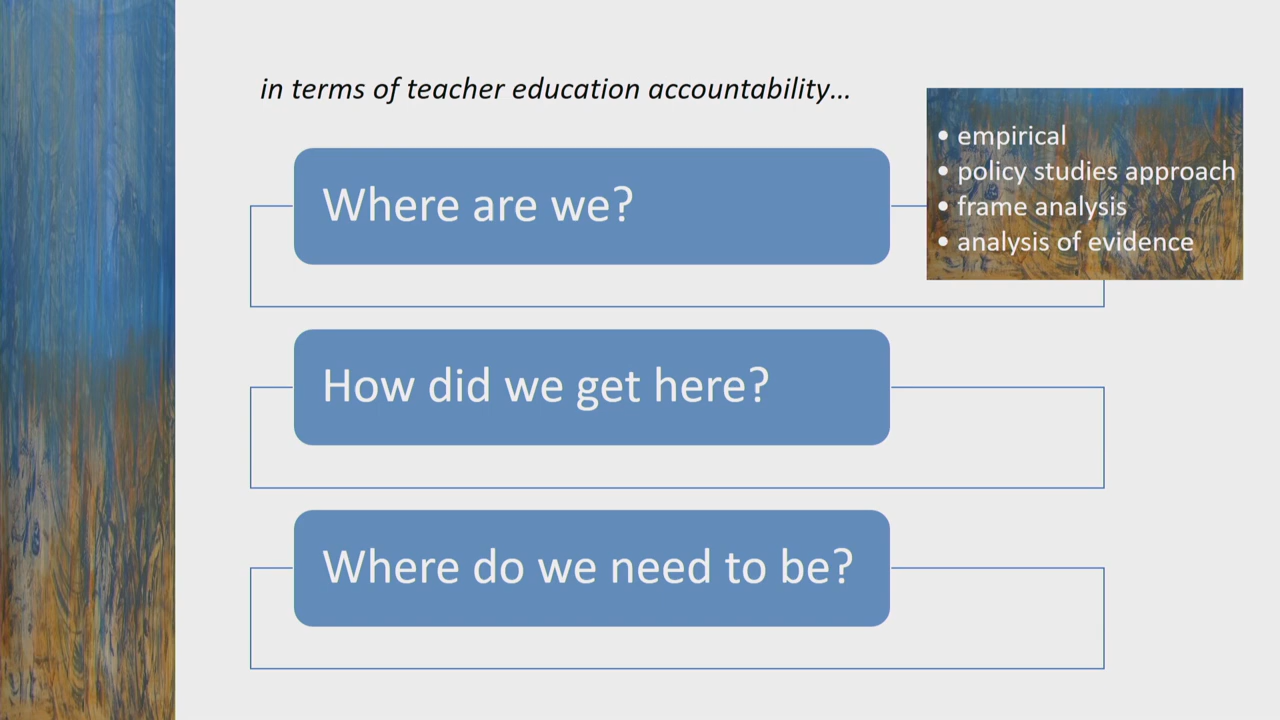 in terms of teacher education accountability...
• empirical
• policy studies approach
• frame analysis
• analysis of evidence
Where are we?
How did we get here?
Where do we need to be?